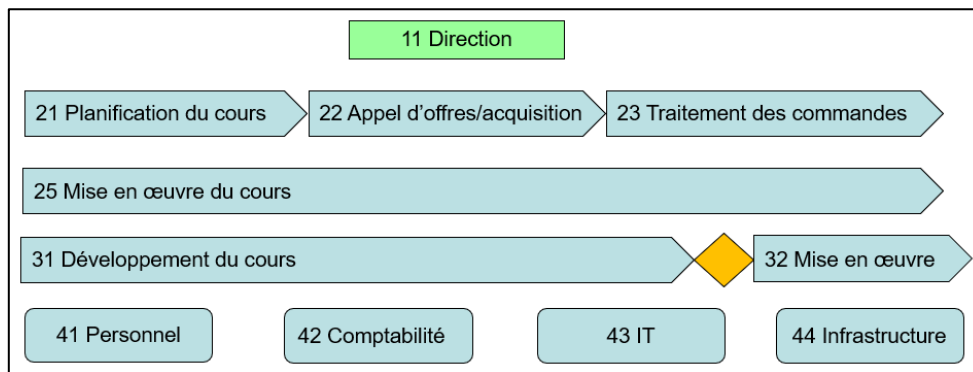 11 Direction
21 Planification du cours
22 Appel d'offres/acquisition
23 Traitement des commandes
25 Mise en œuvre du cours
31 Développement du cours
32 Mise en œuvre
41 Personnel
42 Comptabilité
43 IT
44 Infrastructure